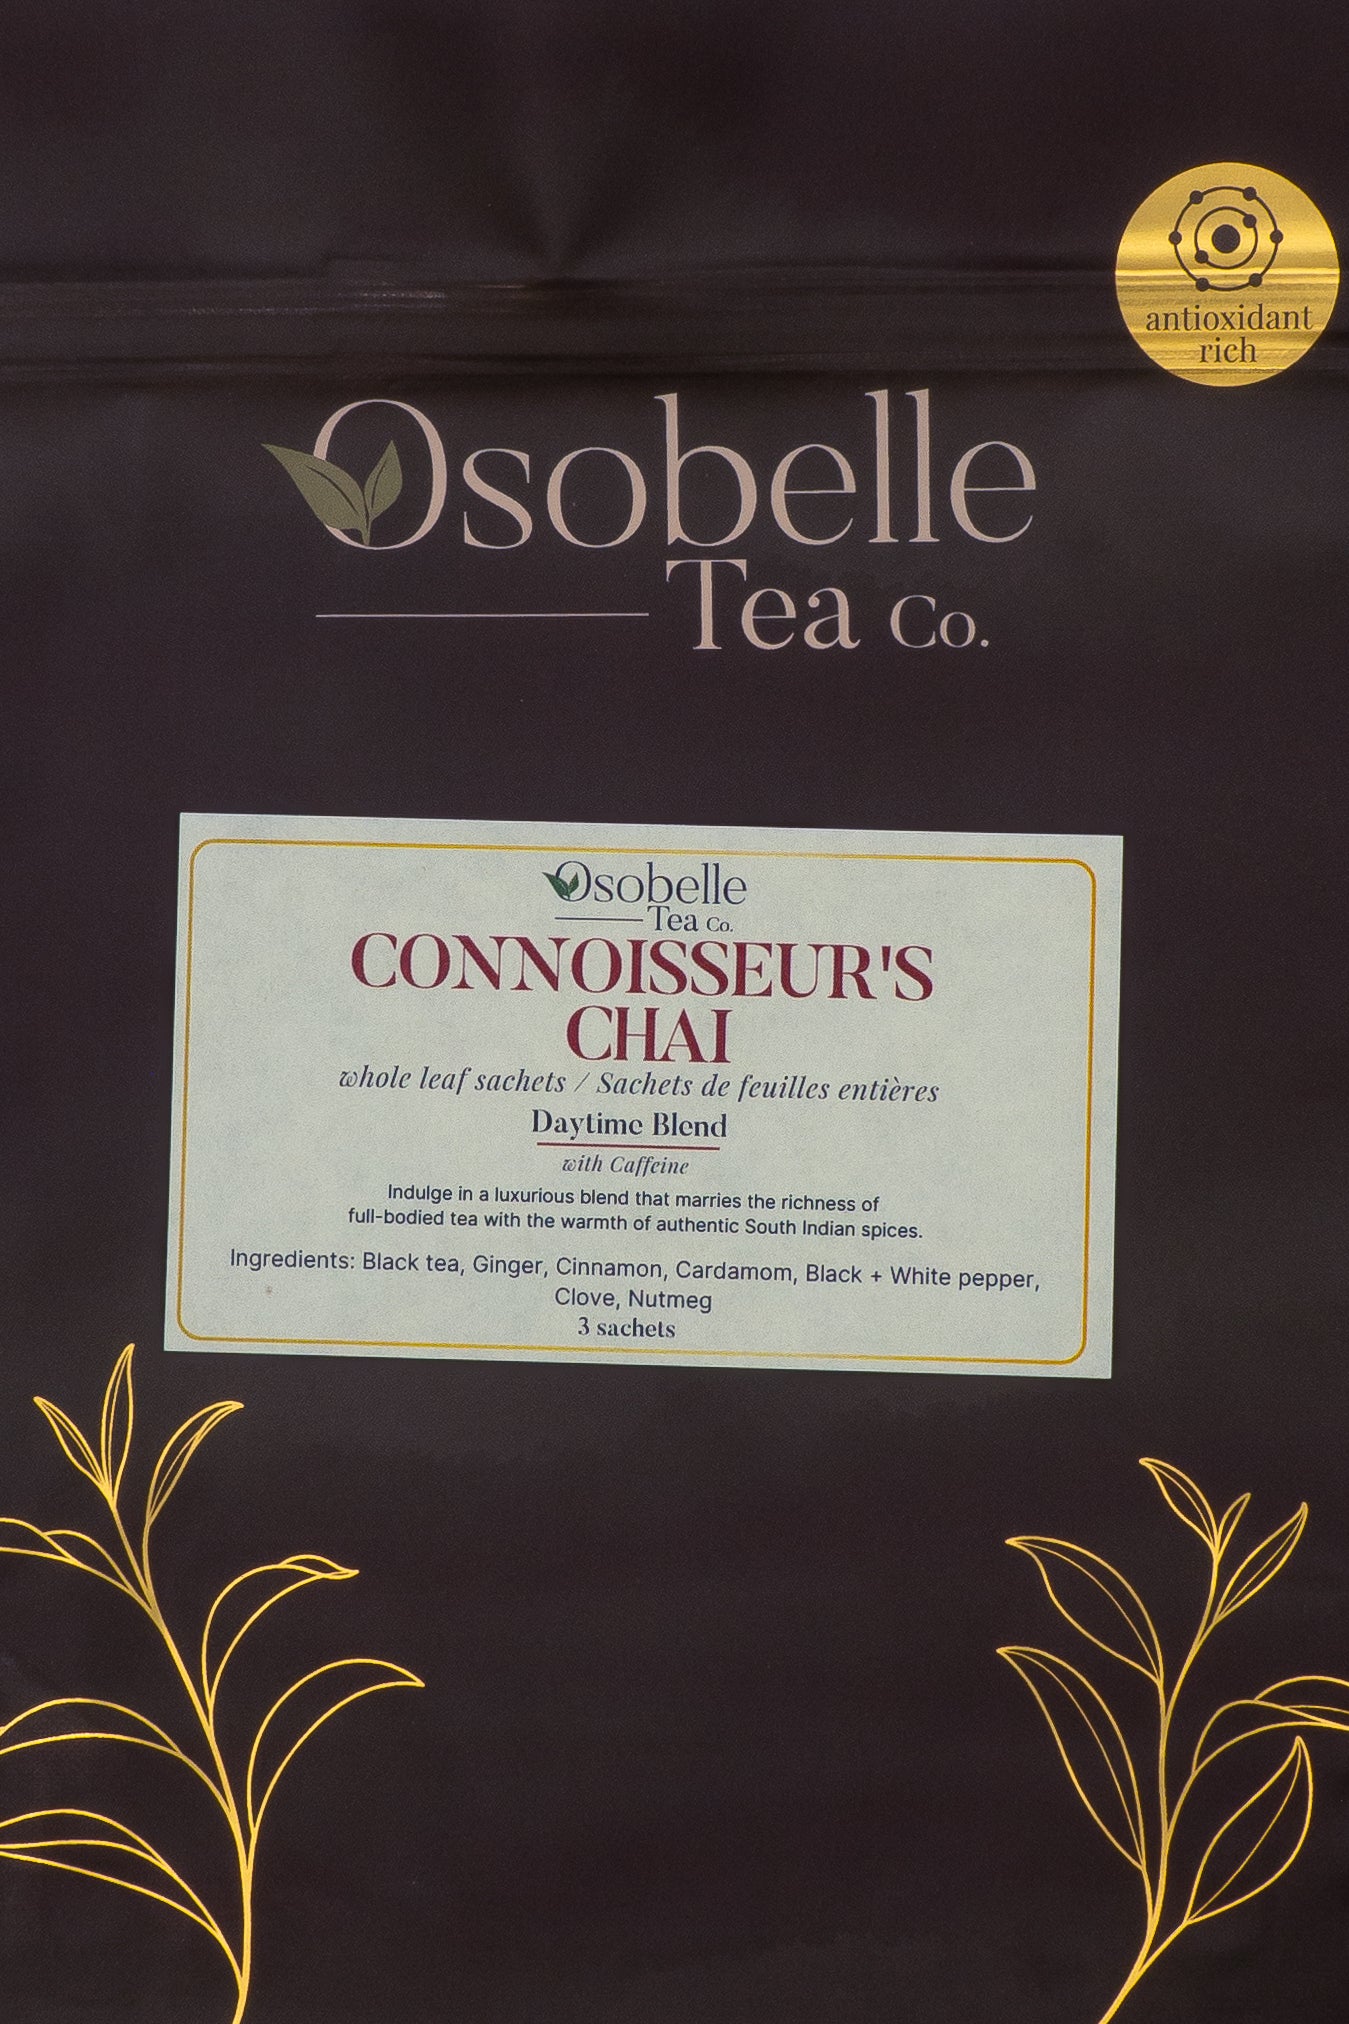 antioxidant
rich
Osobelle
Tea Co.
Osobelle
Tea Co.
CONNOISSEUR'S
CHAI
whole leaf sachets / Sachets de feuilles entières
Daytime Blend
with Caffeine
Indulge in a luxurious blend that marries the richness of
full-bodied tea with the warmth of authentic South Indian spices.
Ingredients: Black tea, Ginger, Cinnamon, Cardamom, Black + White pepper,
Clove, Nutmeg
3 sachets